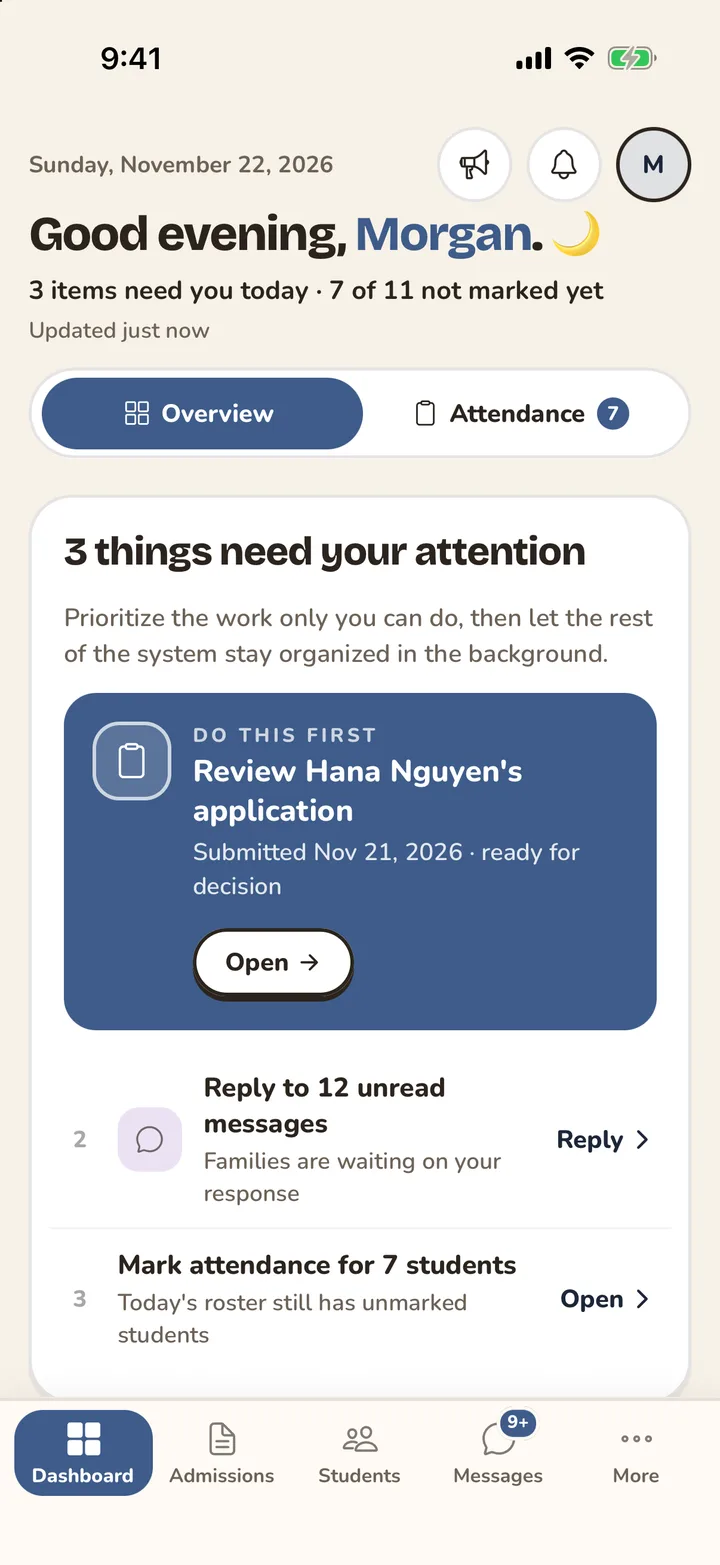 9:41
Sunday, November 22, 2026
M
Good evening, Morgan. 🌙
3 items need you today · 7 of 11 not marked yet
Updated just now
Overview
Attendance 7
3 things need your attention
Prioritize the work only you can do, then let the rest
of the system stay organized in the background.
DO THIS FIRST
Review Hana Nguyen's
application
Submitted Nov 21, 2026 · ready for
decision
Open →
2
Reply to 12 unread
messages
Families are waiting on your
response
Reply
3
Mark attendance for 7 students
Today's roster still has unmarked
students
Open
Dashboard
Admissions
Students
9+
Messages
More